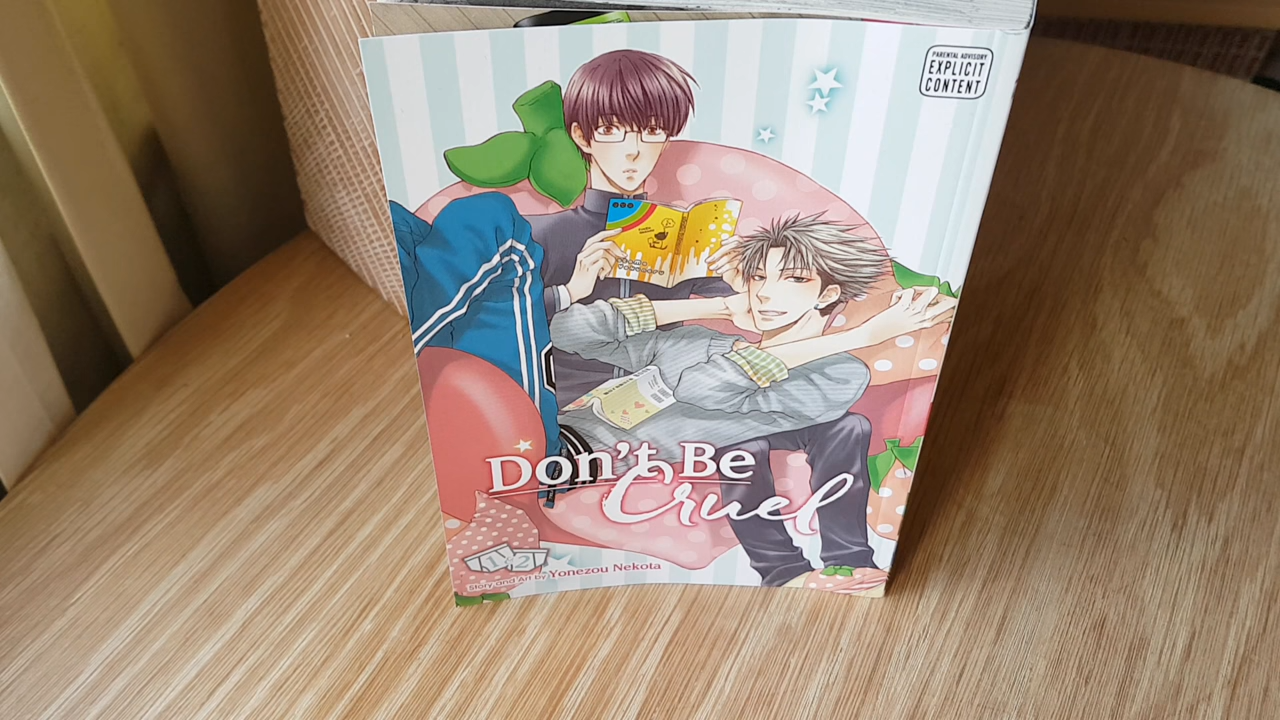 PARENTAL ADVISORY
EXPLICIT
CONTENT
Don't Be
Cruel
1 2
Story and Art by Yonezou Nekota